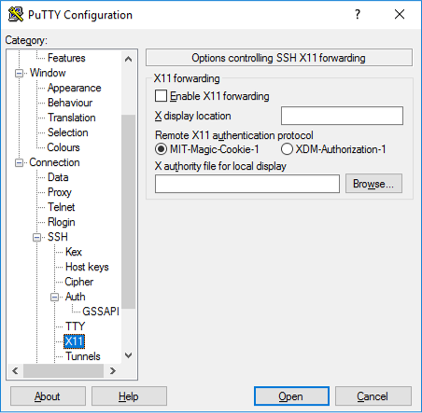 PuTTY Configuration
Category:
Features
Window
Appearance
Behaviour
Translation
Selection
Colours
Connection
Data
Proxy
Telnet
Rlogin
SSH
Kex
Host keys
Cipher
Auth
GSSAPI
TTY
X11
Tunnels
Options controlling SSH X11 forwarding
X11 forwarding
Enable X11 forwarding
X display location
Remote X11 authentication protocol
MIT-Magic-Cookie-1 XDM-Authorization-1
X authority file for local display
Browse...
About Help Open Cancel